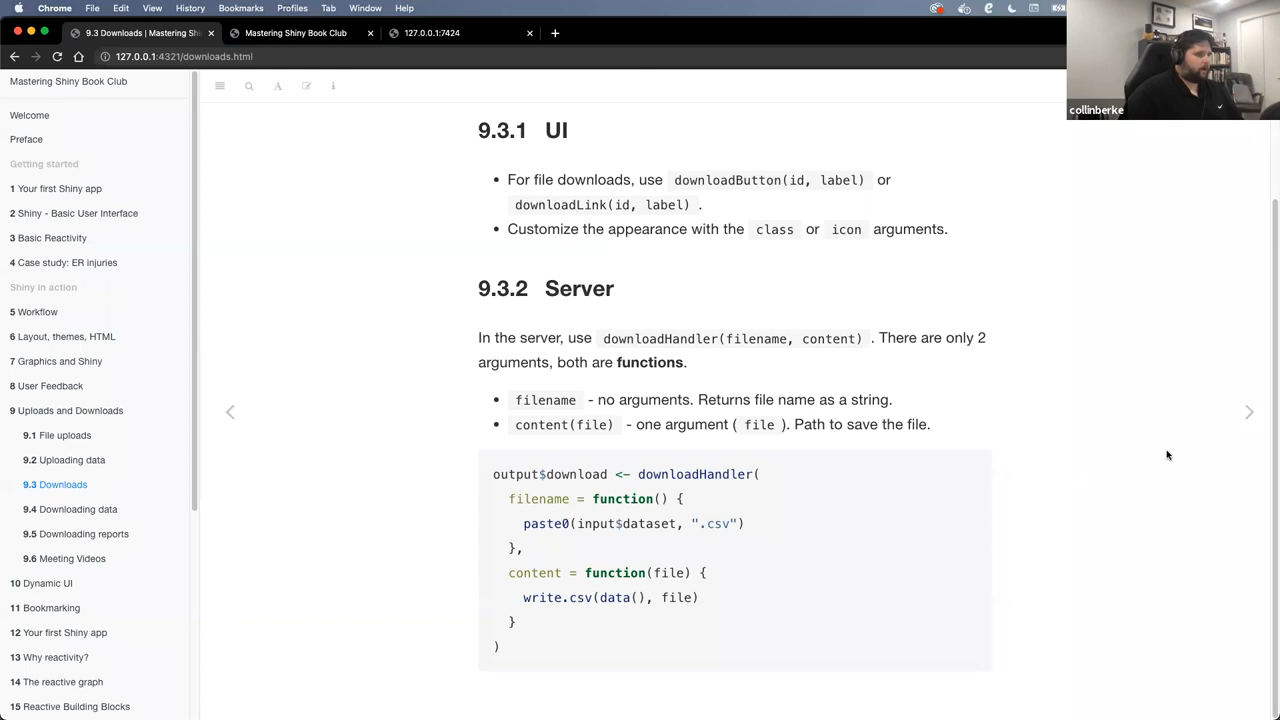 Chrome File Edit View History Bookmarks Profiles Tab Window Help
9.3 Downloads | Mastering Shi
Mastering Shiny Book Club
127.0.0.1:7424
127.0.0.1:4321/downloads.html
collinberke
Mastering Shiny Book Club
Welcome
Preface
Getting started
1 Your first Shiny app
2 Shiny - Basic User Interface
3 Basic Reactivity
4 Case study: ER injuries
Shiny in action
5 Workflow
6 Layout, themes, HTML
7 Graphics and Shiny
8 User Feedback
9 Uploads and Downloads
9.1 File uploads
9.2 Uploading data
9.3 Downloads
9.4 Downloading data
9.5 Downloading reports
9.6 Meeting Videos
10 Dynamic UI
11 Bookmarking
12 Your first Shiny app
13 Why reactivity?
14 The reactive graph
15 Reactive Building Blocks
9.3.1 UI
• For file downloads, use downloadButton(id, label) or
downloadLink(id, label) .
• Customize the appearance with the class or icon arguments.
9.3.2 Server
In the server, use downloadHandler(filename, content) . There are only 2
arguments, both are functions.
• filename - no arguments. Returns file name as a string.
• content(file) - one argument ( file ). Path to save the file.
output$download <- downloadHandler(
filename = function() {
paste0(input$dataset, ".csv")
},
content = function(file) {
write.csv(data(), file)
}
)